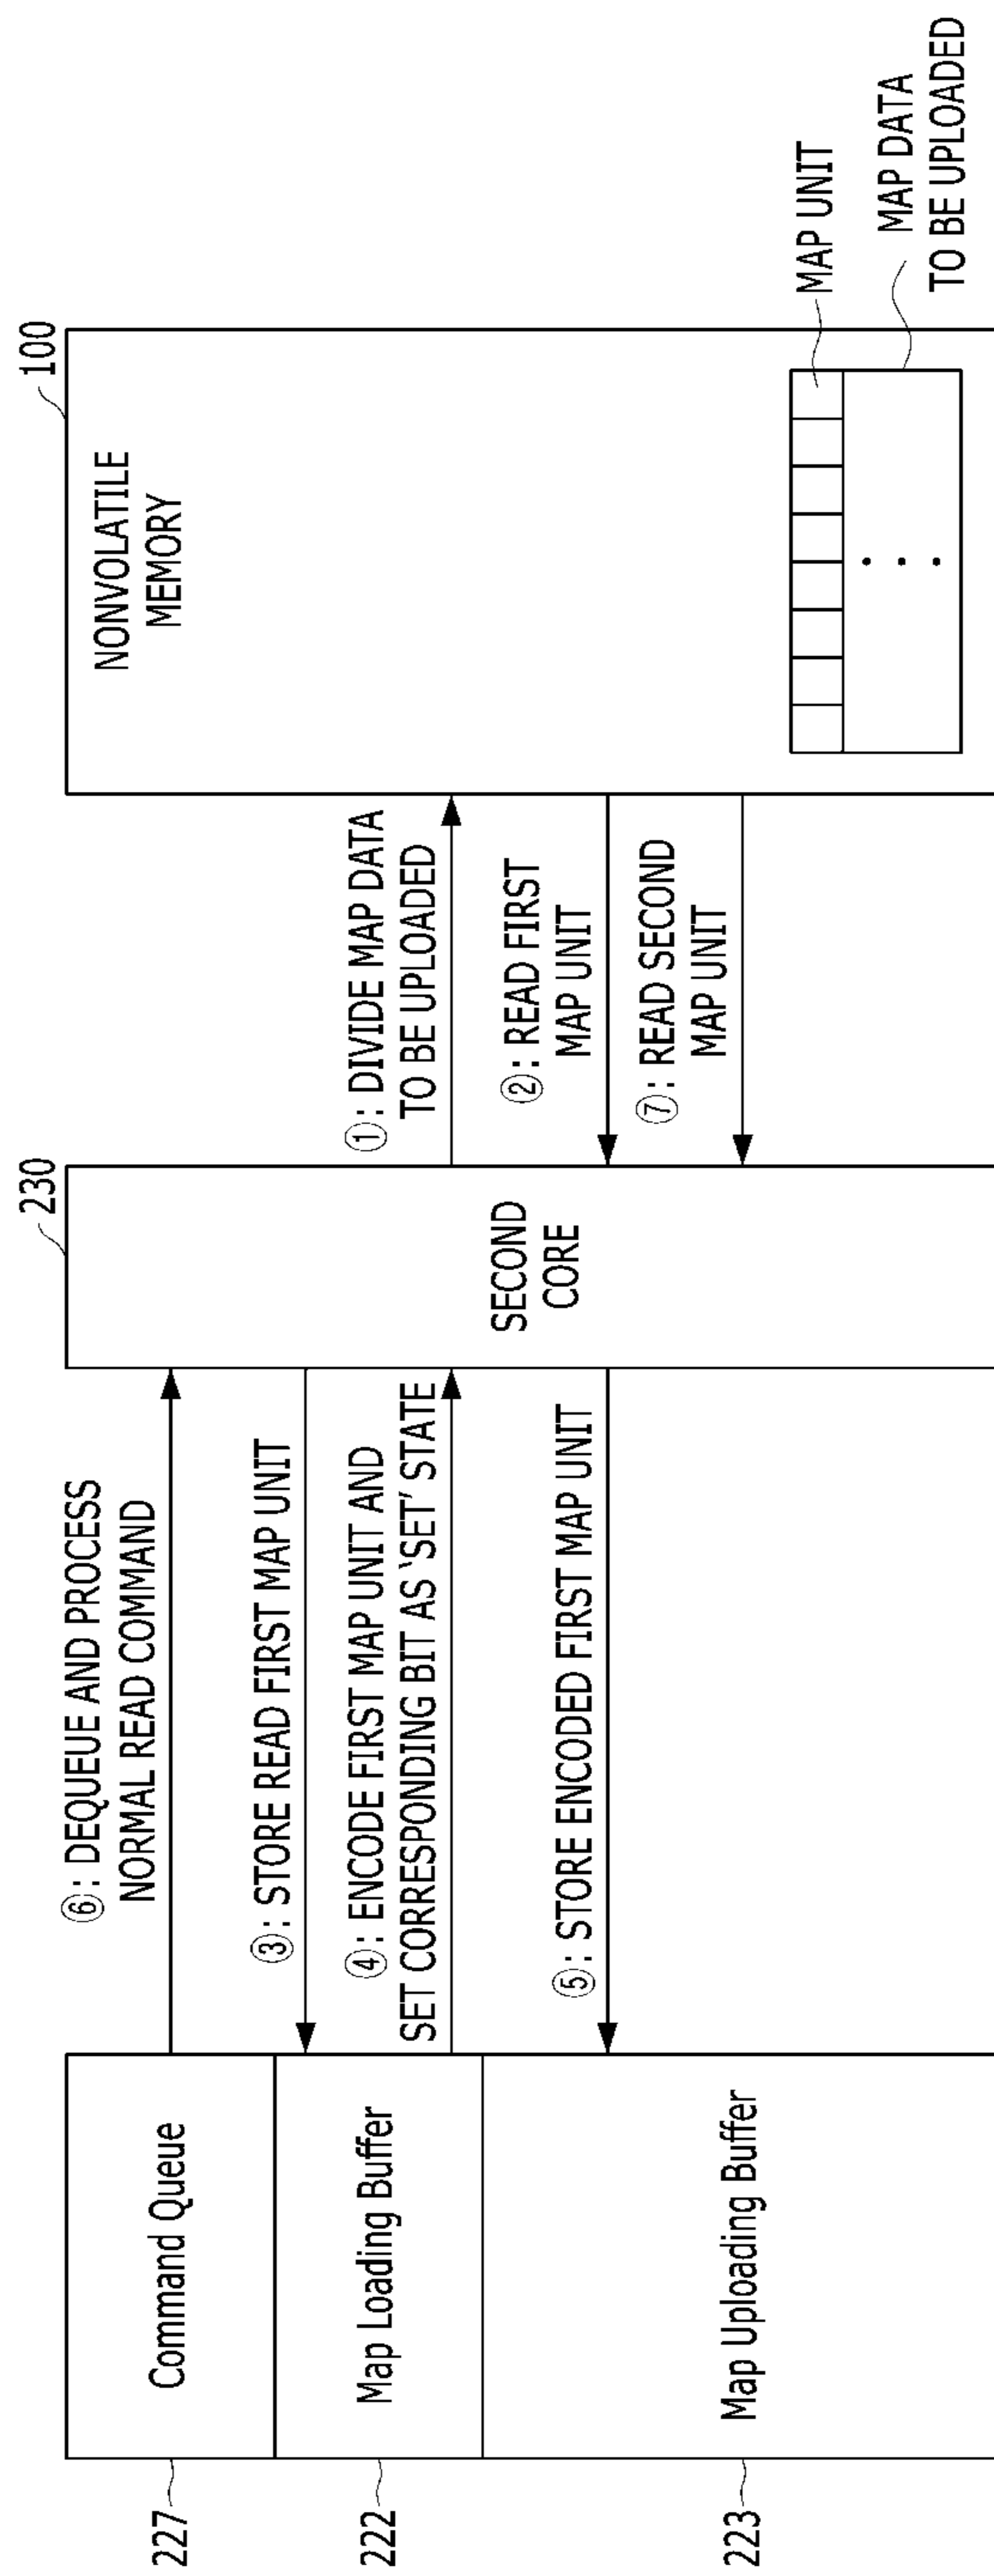 227
Command Queue
222
Map Loading Buffer
223
Map Uploading Buffer
⑥: DEQUEUE AND PROCESS
NORMAL READ COMMAND
③: STORE READ FIRST MAP UNIT
④: ENCODE FIRST MAP UNIT AND
SET CORRESPONDING BIT AS 'SET' STATE
⑤: STORE ENCODED FIRST MAP UNIT
230
SECOND
CORE
①: DIVIDE MAP DATA
TO BE UPLOADED
②: READ FIRST
MAP UNIT
⑦: READ SECOND
MAP UNIT
100
NONVOLATILE
MEMORY
MAP UNIT
MAP DATA
TO BE UPLOADED